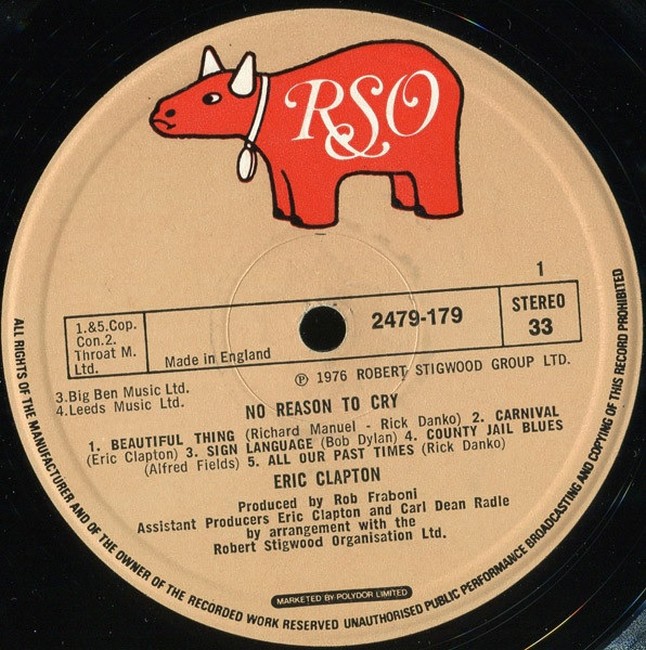 RSO
1
1.&5.Cop.
Con.2.
Throat M.
Ltd.
Made in England
2479-179
STEREO
33
3.Big Ben Music Ltd.
4.Leeds Music Ltd.
Ⓟ 1976 ROBERT STIGWOOD GROUP LTD.
NO REASON TO CRY
1. BEAUTIFUL THING (Richard Manuel - Rick Danko) 2. CARNIVAL
(Eric Clapton) 3. SIGN LANGUAGE (Bob Dylan) 4. COUNTY JAIL BLUES
(Alfred Fields) 5. ALL OUR PAST TIMES (Rick Danko)
ERIC CLAPTON
Produced by Rob Fraboni
Assistant Producers Eric Clapton and Carl Dean Radle
by arrangement with the
Robert Stigwood Organisation Ltd.
MARKETED BY POLYDOR LIMITED
ALL RIGHTS OF THE MANUFACTURER AND OF THE OWNER OF THE RECORDED WORK RESERVED UNAUTHORISED PUBLIC PERFORMANCE BROADCASTING AND COPYING OF THIS RECORD PROHIBITED